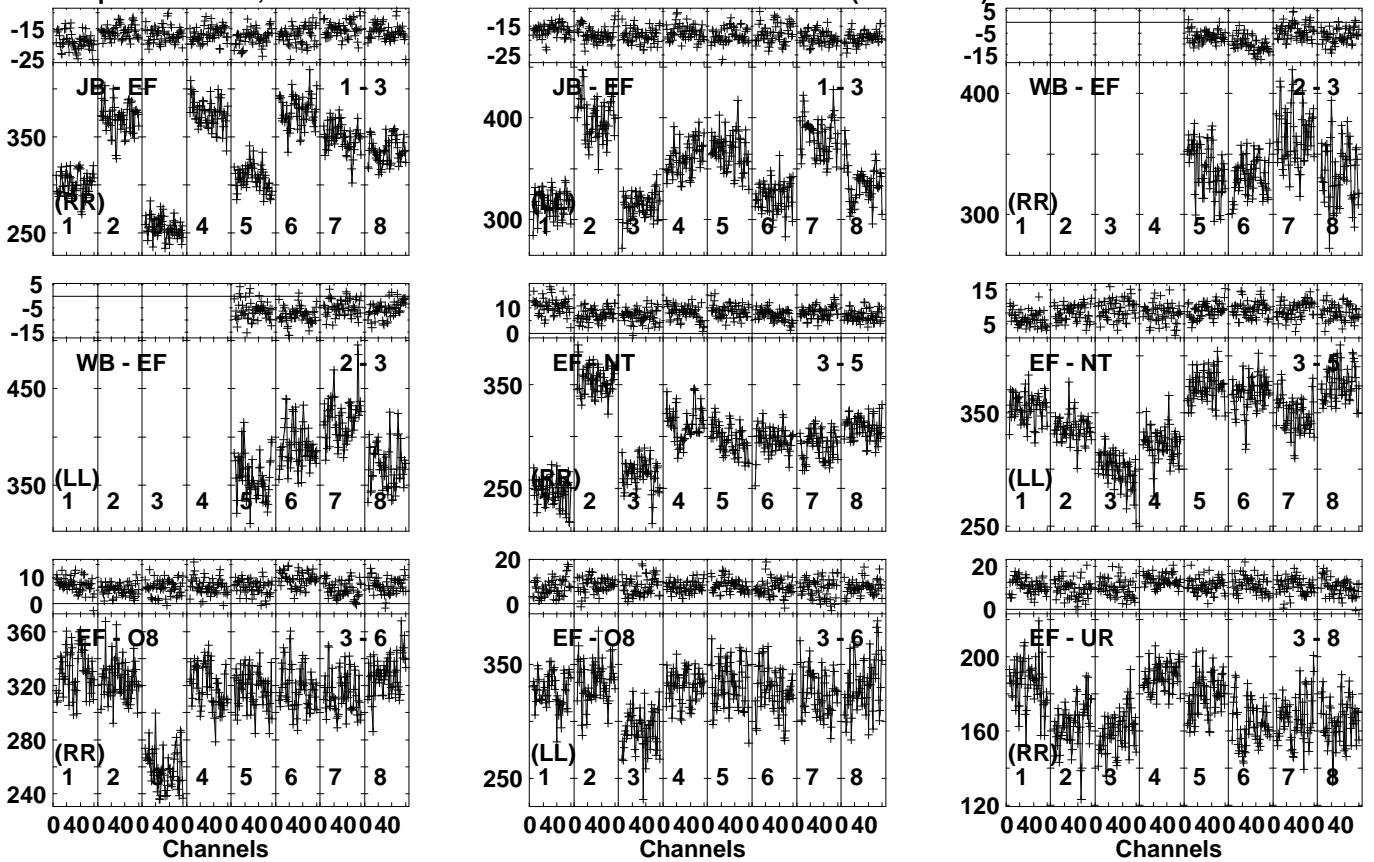 -15
-25
JB - EF 1 - 3
350
250
(RR)
1 2 3 4 5 6 7 8
-15
-25
JB - EF 1 - 3
400
300
(LL)
1 2 3 4 5 6 7 8
5
-5
-15
WB - EF 2 - 3
400
300
(RR)
1 2 3 4 5 6 7 8
5
-5
-15
WB - EF 2 - 3
450
350
(LL)
1 2 3 4 5 6 7 8
10
0
EF - NT 3 - 5
350
250
(RR)
1 2 3 4 5 6 7 8
15
5
EF - NT 3 - 5
350
250
(LL)
1 2 3 4 5 6 7 8
10
0
EF - O8 3 - 6
360
320
280
240
(RR)
1 2 3 4 5 6 7 8
0 40 0 40 0 40 0 40 0 40 0 40 0 40 0 40
Channels
20
0
EF - O8 3 - 6
350
250
(LL)
1 2 3 4 5 6 7 8
0 40 0 40 0 40 0 40 0 40 0 40 0 40 0 40
Channels
20
0
EF - UR 3 - 8
200
160
120
(RR)
1 2 3 4 5 6 7 8
0 40 0 40 0 40 0 40 0 40 0 40 0 40 0 40
Channels